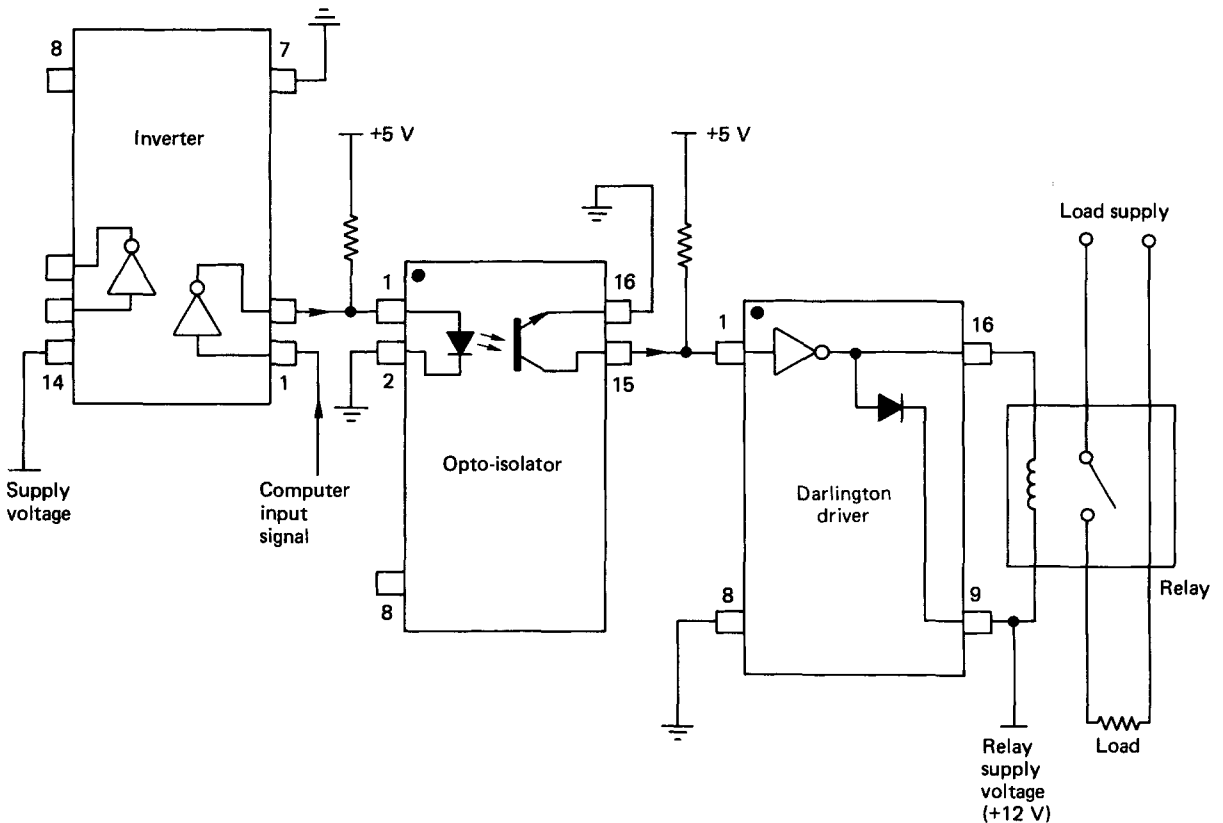 8
7
Inverter
14
1
Supply
voltage
Computer
input
signal
+5 V
1
2
16
15
Opto-isolator
8
+5 V
1
16
Darlington
driver
8
9
Load supply
Relay
Load
Relay
supply
voltage
(+12 V)